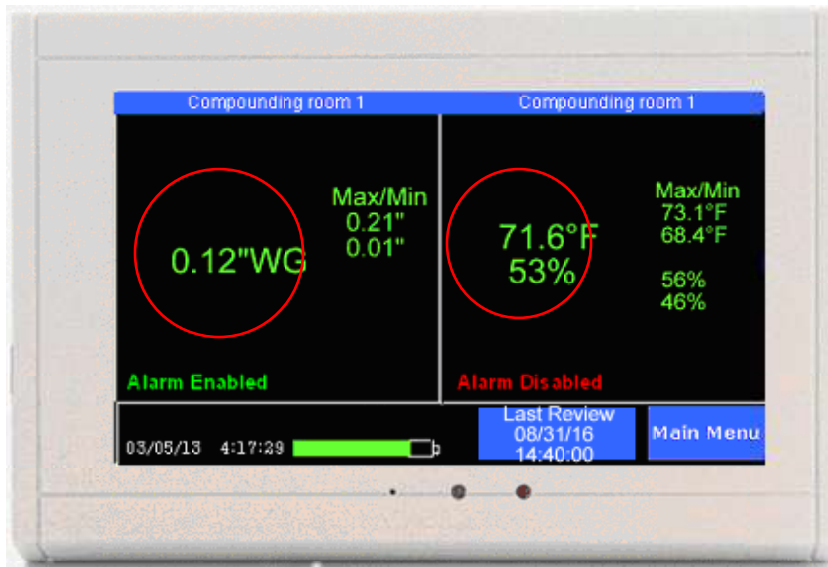 Compounding room 1
0.12"WG
Max/Min
0.21"
0.01"
Alarm Enabled
Compounding room 1
71.6°F
53%
Max/Min
73.1°F
68.4°F
56%
46%
Alarm Disabled
03/05/13 4:17:29
Last Review
08/31/16
14:40:00
Main Menu